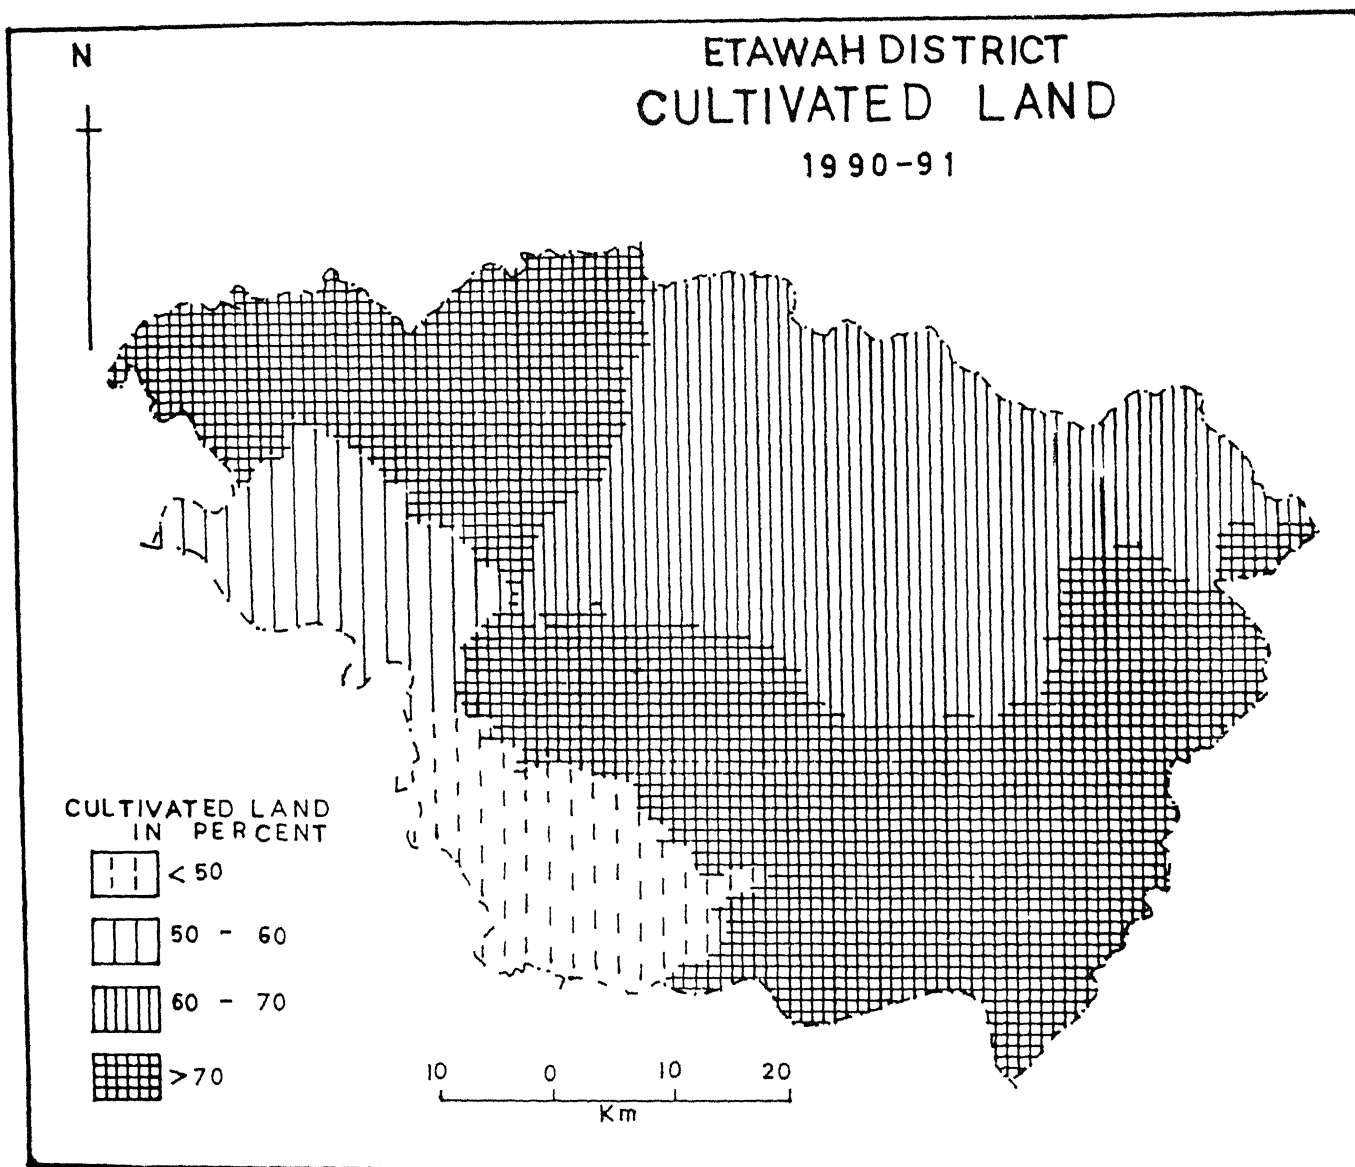 N
ETAWAH DISTRICT
CULTIVATED LAND
1990-91
CULTIVATED LAND
IN PERCENT
< 50
50 - 60
60 - 70
>70
10 0 10 20
Km